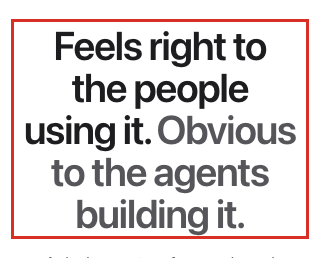 Feels right to
the people
using it. Obvious
to the agents
building it.